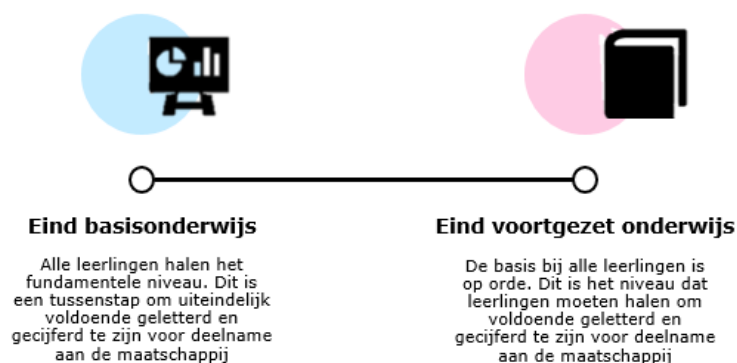 Eind basisonderwijs
Alle leerlingen halen het
fundamentele niveau. Dit is
een tussenstap om uiteindelijk
voldoende geletterd en
gecijferd te zijn voor deelname
aan de maatschappij
Eind voortgezet onderwijs
De basis bij alle leerlingen is
op orde. Dit is het niveau dat
leerlingen moeten halen om
voldoende geletterd en
gecijferd te zijn voor deelname
aan de maatschappij